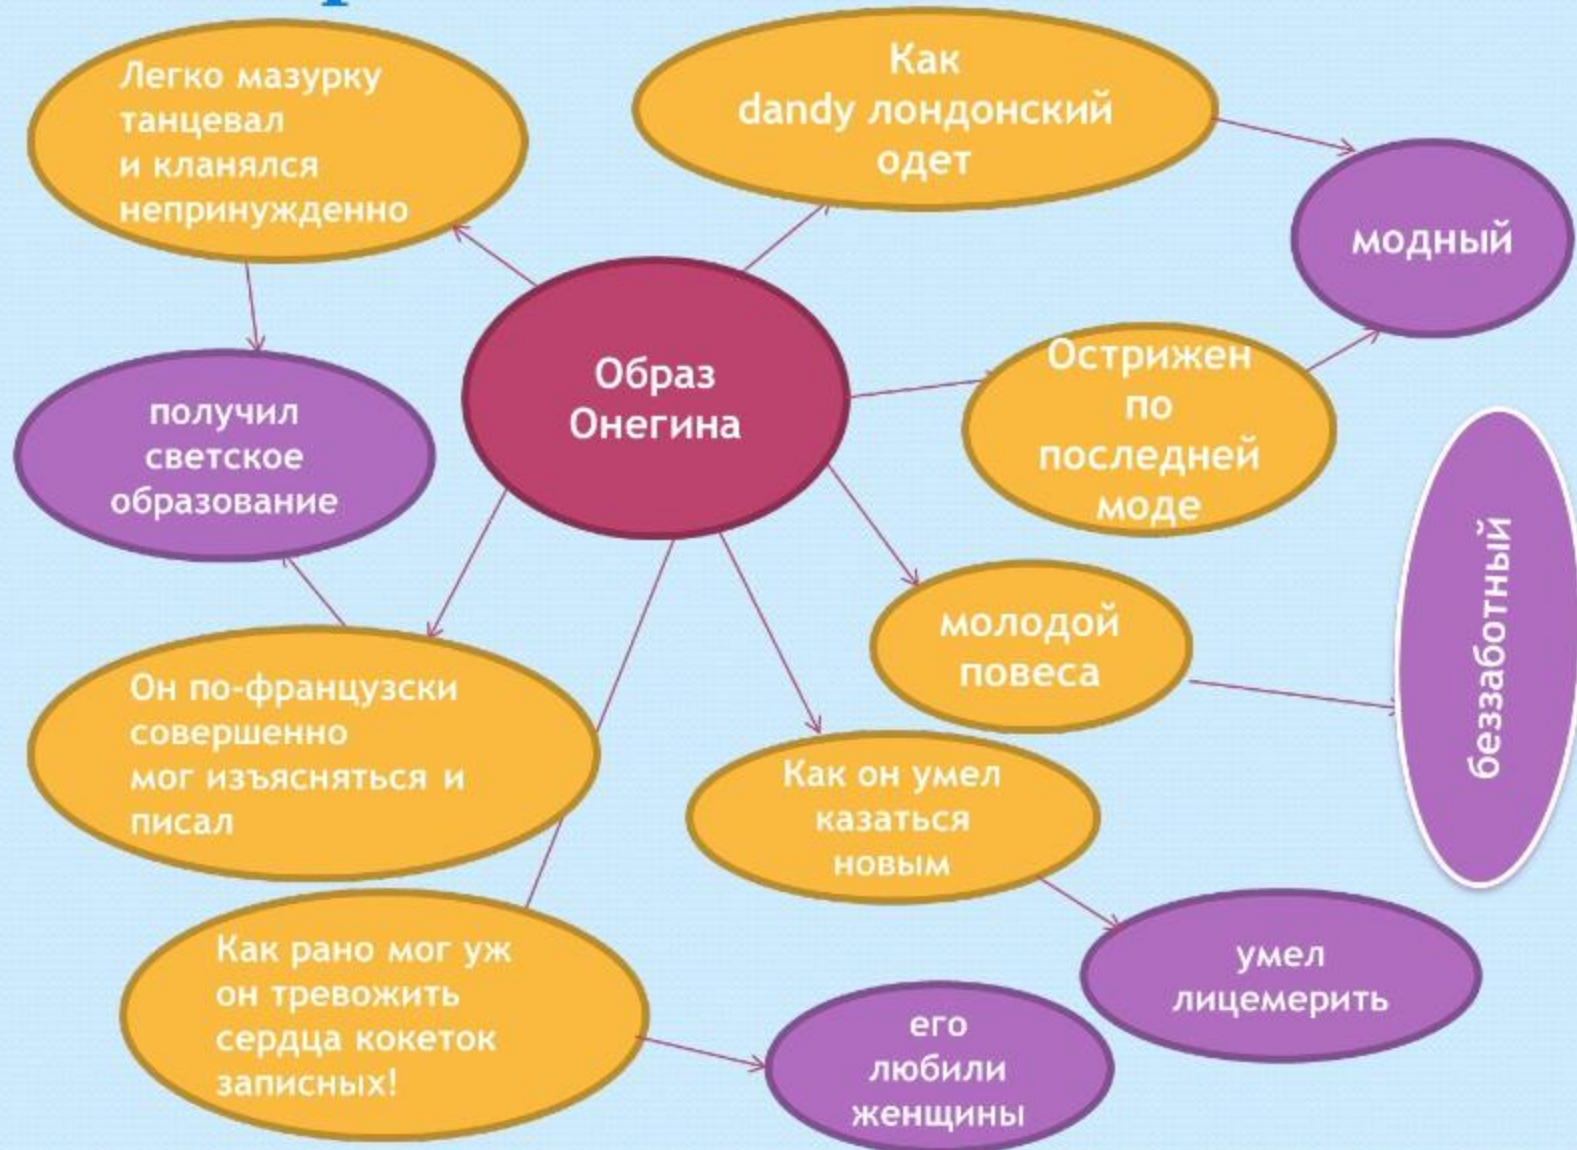 Легко мазурку
танцевал
и кланялся
непринужденно
Как
dandy лондонский
одет
модный
Образ
Онегина
Острижен
по
последней
моде
получил
светское
образование
беззаботный
молодой
повеса
Он по-французски
совершенно
мог изъясняться и
писал
Как он умел
казаться
новым
Как рано мог уж
он тревожить
сердца кокеток
записных!
умел
лицемерить
его
любили
женщины